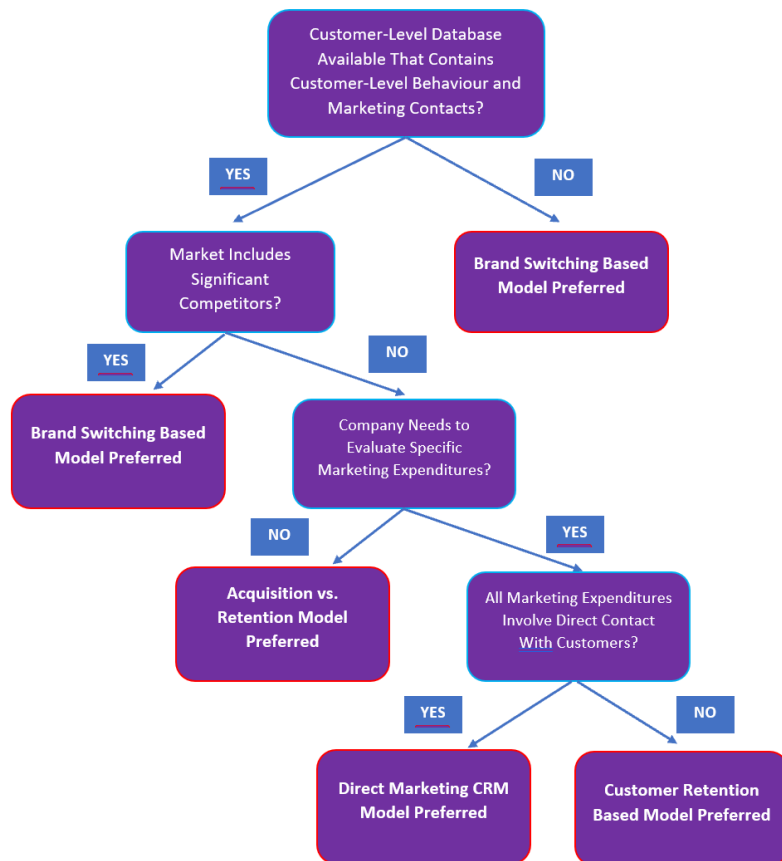 Customer-Level Database
Available That Contains
Customer-Level Behaviour and
Marketing Contacts?
YES
NO
Market Includes
Significant
Competitors?
Brand Switching Based
Model Preferred
YES
NO
Brand Switching Based
Model Preferred
Company Needs to
Evaluate Specific
Marketing Expenditures?
NO
YES
Acquisition vs.
Retention Model
Preferred
All Marketing Expenditures
Involve Direct Contact
With Customers?
YES
NO
Direct Marketing CRM
Model Preferred
Customer Retention
Based Model Preferred